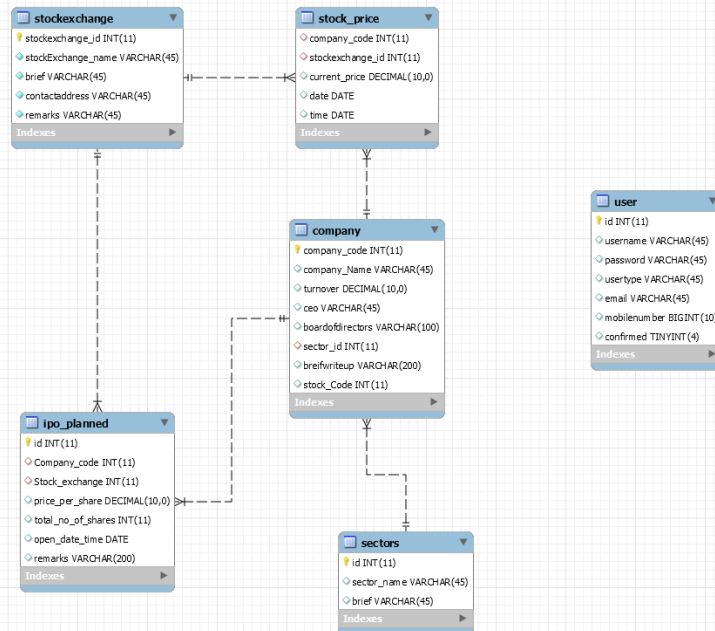 stockexchange
stockexchange_id INT(11)
stockExchange_name VARCHAR(45)
brief VARCHAR(45)
contactaddress VARCHAR(45)
remarks VARCHAR(45)
Indexes
stock_price
company_code INT(11)
stockexchange_id INT(11)
current_price DECIMAL(10,0)
date DATE
time DATE
Indexes
company
company_code INT(11)
company_Name VARCHAR(45)
turnover DECIMAL(10,0)
ceo VARCHAR(45)
boardofdirectors VARCHAR(100)
sector_id INT(11)
breifwriteup VARCHAR(200)
stock_Code INT(11)
Indexes
user
id INT(11)
username VARCHAR(45)
password VARCHAR(45)
usertype VARCHAR(45)
email VARCHAR(45)
mobilenumber BIGINT(10)
confirmed TINYINT(4)
Indexes
ipo_planned
id INT(11)
Company_code INT(11)
Stock_exchange INT(11)
price_per_share DECIMAL(10,0)
total_no_of_shares INT(11)
open_date_time DATE
remarks VARCHAR(200)
Indexes
sectors
id INT(11)
sector_name VARCHAR(45)
brief VARCHAR(45)
Indexes